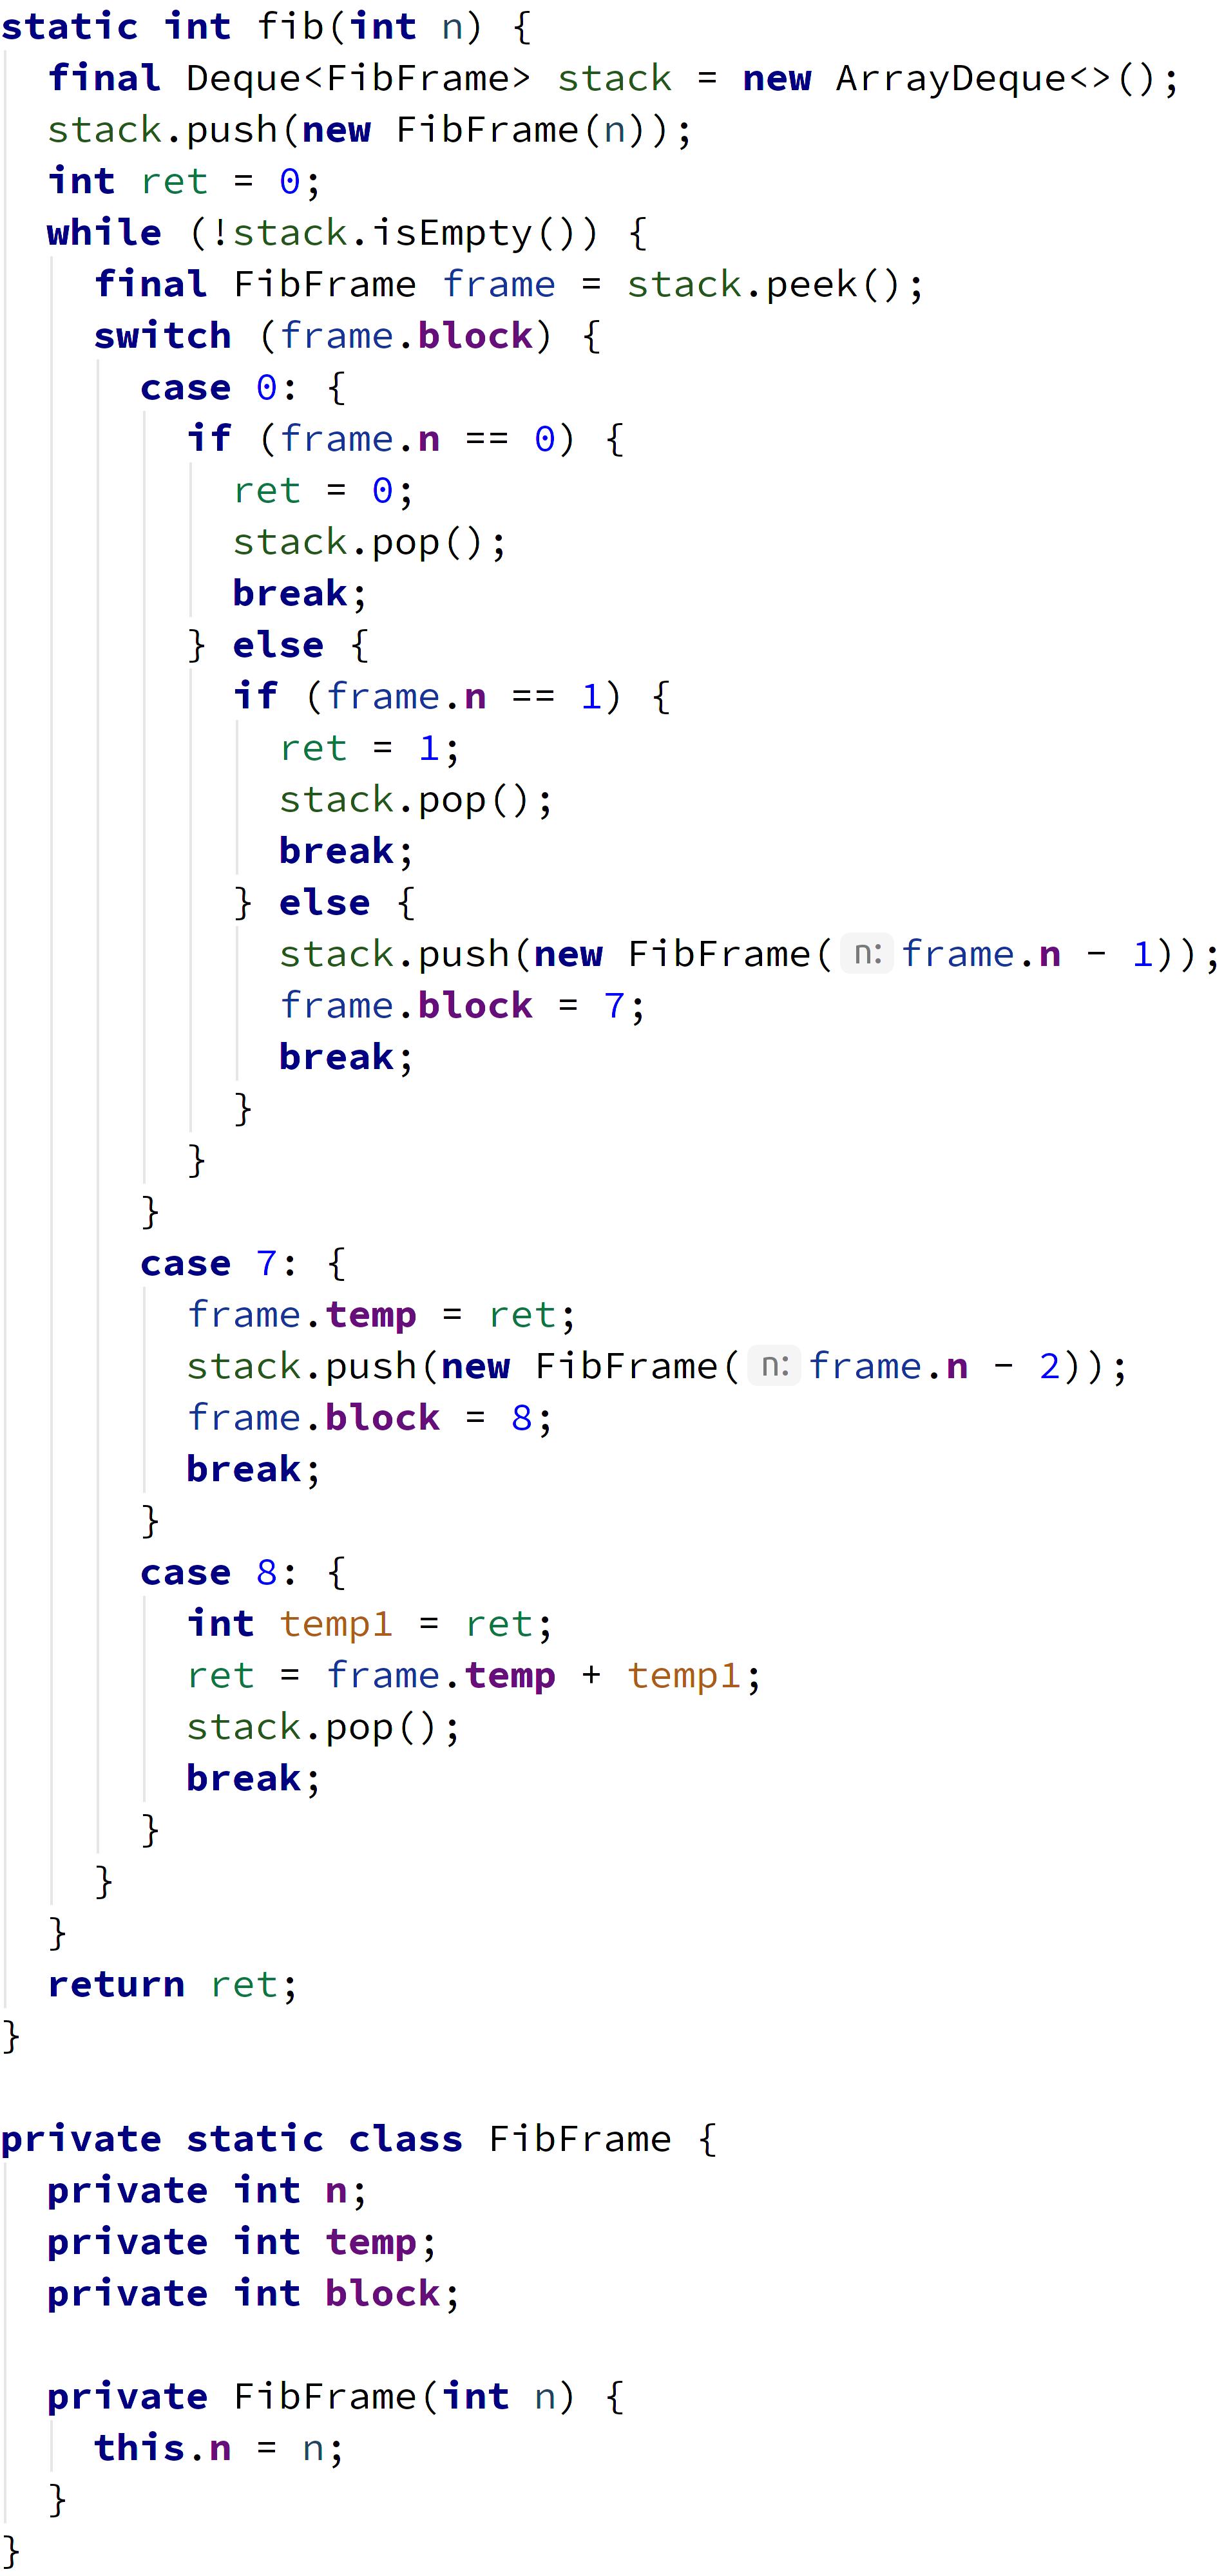 static int fib(int n) {
  final Deque<FibFrame> stack = new ArrayDeque<>();
  stack.push(new FibFrame(n));
  int ret = 0;
  while (!stack.isEmpty()) {
    final FibFrame frame = stack.peek();
    switch (frame.block) {
      case 0: {
        if (frame.n == 0) {
          ret = 0;
          stack.pop();
          break;
        } else {
          if (frame.n == 1) {
            ret = 1;
            stack.pop();
            break;
          } else {
            stack.push(new FibFrame( n: frame.n - 1));
            frame.block = 7;
            break;
          }
        }
      }
      case 7: {
        frame.temp = ret;
        stack.push(new FibFrame( n: frame.n - 2));
        frame.block = 8;
        break;
      }
      case 8: {
        int temp1 = ret;
        ret = frame.temp + temp1;
        stack.pop();
        break;
      }
    }
  }
  return ret;
}

private static class FibFrame {
  private int n;
  private int temp;
  private int block;

  private FibFrame(int n) {
    this.n = n;
  }
}